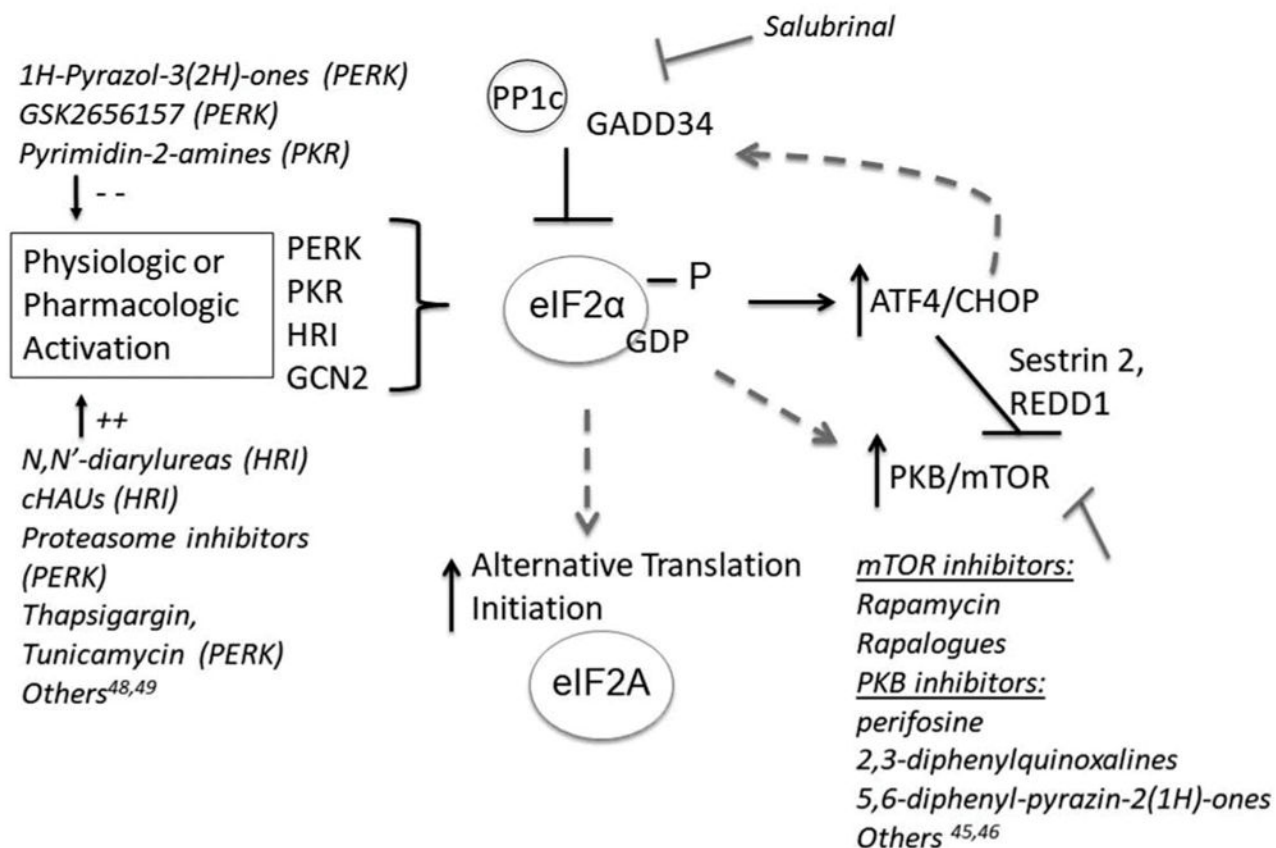 Salubrinal
1H-Pyrazol-3(2H)-ones (PERK)
GSK2656157 (PERK)
Pyrimidin-2-amines (PKR)
- -
PP1c
GADD34
Physiologic or
Pharmacologic
Activation
PERK
PKR
HRI
GCN2
eIF2α
P
GDP
ATF4/CHOP
Sestrin 2,
REDD1
PKB/mTOR
++
N,N’-diarylureas (HRI)
cHAUs (HRI)
Proteasome inhibitors
(PERK)
Thapsigargin,
Tunicamycin (PERK)
Others48,49
Alternative Translation
Initiation
eIF2A
mTOR inhibitors:
Rapamycin
Rapalogues
PKB inhibitors:
perifosine
2,3-diphenylquinoxalines
5,6-diphenyl-pyrazin-2(1H)-ones
Others 45,46